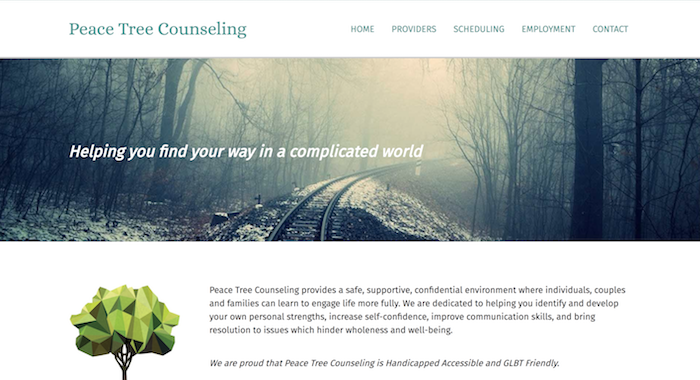 Peace Tree Counseling
HOME PROVIDERS SCHEDULING EMPLOYMENT CONTACT
Helping you find your way in a complicated world
Peace Tree Counseling provides a safe, supportive, confidential environment where individuals, couples
and families can learn to engage life more fully. We are dedicated to helping you identify and develop
your own personal strengths, increase self-confidence, improve communication skills, and bring
resolution to issues which hinder wholeness and well-being.
We are proud that Peace Tree Counseling is Handicapped Accessible and GLBT Friendly.